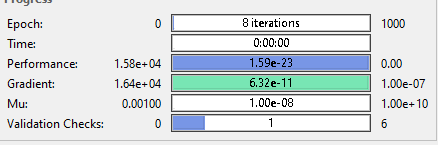 Progress
Epoch: 0 8 iterations 1000
Time: 0:00:00
Performance: 1.58e+04 1.59e-23 0.00
Gradient: 1.64e+04 6.32e-11 1.00e-07
Mu: 0.00100 1.00e-08 1.00e+10
Validation Checks: 0 1 6